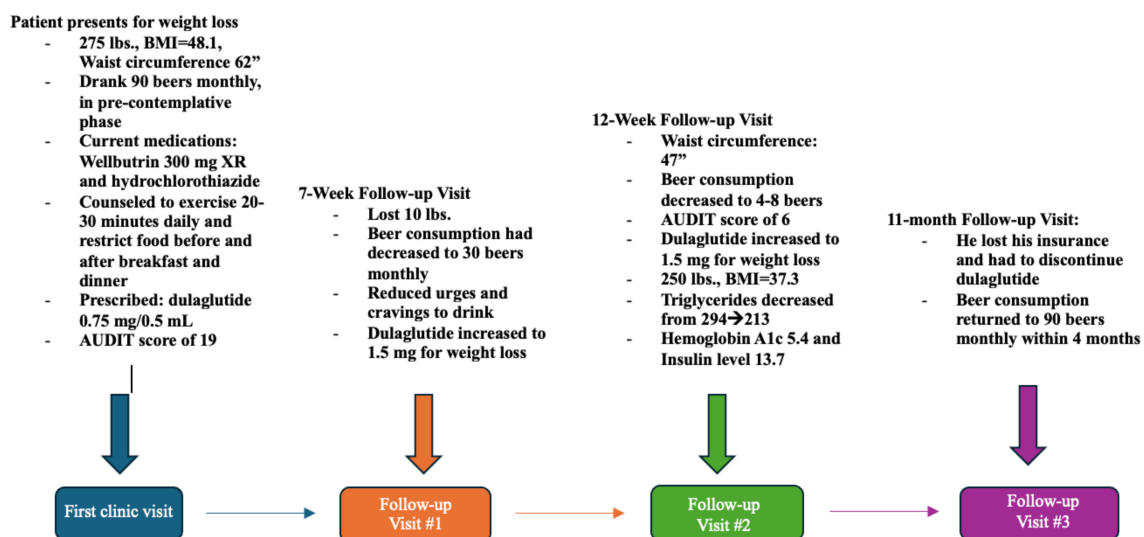 Patient presents for weight loss
- 275 lbs., BMI=48.1,
Waist circumference 62”
- Drank 90 beers monthly,
in pre-contemplative
phase
- Current medications:
Wellbutrin 300 mg XR
and hydrochlorothiazide
- Counseled to exercise 20-
30 minutes daily and
restrict food before and
after breakfast and
dinner
- Prescribed: dulaglutide
0.75 mg/0.5 mL
- AUDIT score of 19
7-Week Follow-up Visit
- Lost 10 lbs.
- Beer consumption had
decreased to 30 beers
monthly
- Reduced urges and
cravings to drink
- Dulaglutide increased to
1.5 mg for weight loss
12-Week Follow-up Visit
- Waist circumference:
47”
- Beer consumption
decreased to 4-8 beers
- AUDIT score of 6
- Dulaglutide increased to
1.5 mg for weight loss
- 250 lbs., BMI=37.3
- Triglycerides decreased
from 294→213
- Hemoglobin A1c 5.4 and
Insulin level 13.7
11-month Follow-up Visit:
- He lost his insurance
and had to discontinue
dulaglutide
- Beer consumption
returned to 90 beers
monthly within 4 months
First clinic visit
Follow-up
Visit #1
Follow-up
Visit #2
Follow-up
Visit #3